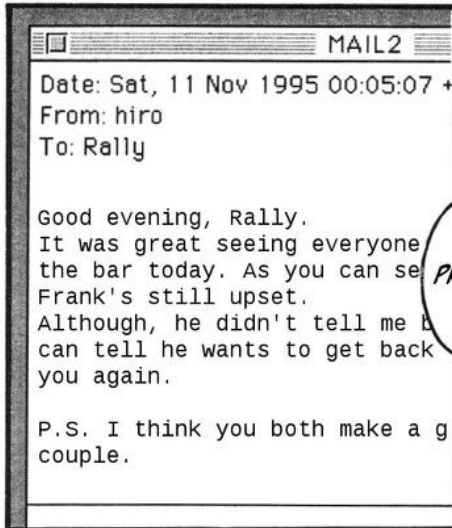 MAIL2
Date: Sat, 11 Nov 1995 00:05:07 +
From: hiro
To: Rally
Good evening, Rally.
It was great seeing everyone
the bar today. As you can se
Frank's still upset.
Although, he didn't tell me b
can tell he wants to get back
you again.
P.S. I think you both make a g
couple.